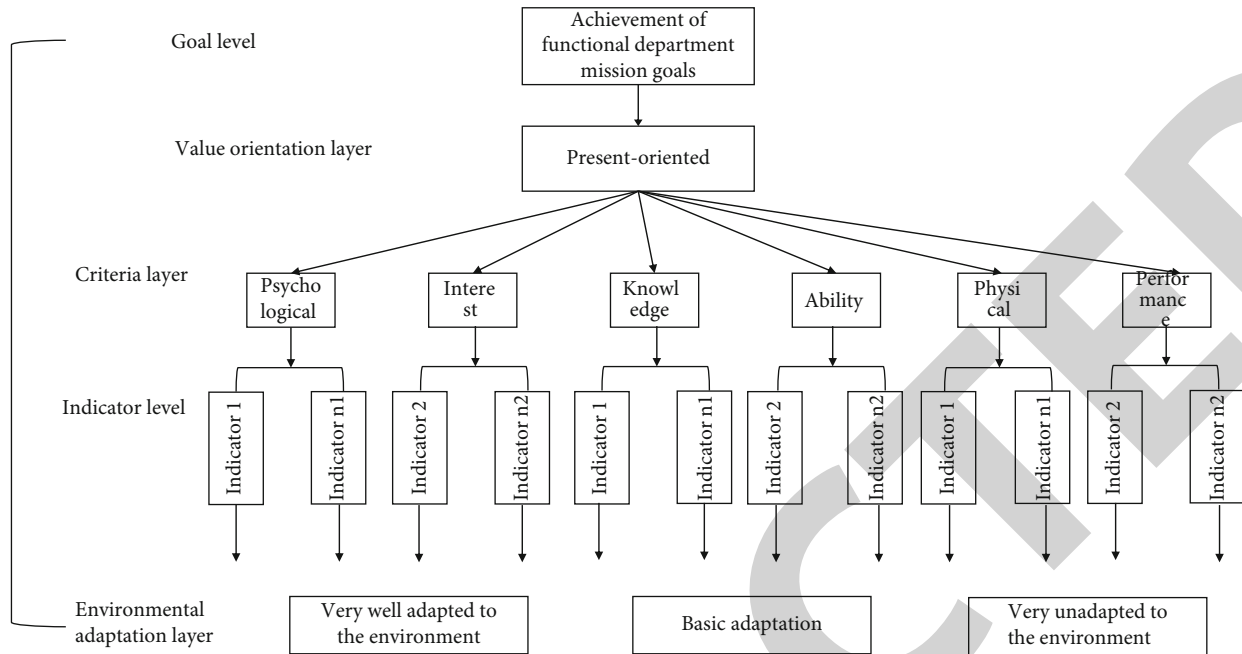 Achievement of
functional department
mission goals
Goal level
Value orientation layer
Present-oriented
Criteria layer
Psycho
logical
Intere
st
Knowl
edge
Ability
Physi
cal
Perfor
manc
e
Indicator level
Indicator 1
Indicator n1
Indicator 2
Indicator n2
Indicator 1
Indicator n1
Indicator 2
Indicator n2
Indicator 1
Indicator n1
Indicator 2
Indicator n2
Environmental
adaptation layer
Very well adapted to
the environment
Basic adaptation
Very unadapted to
the environment
CTED